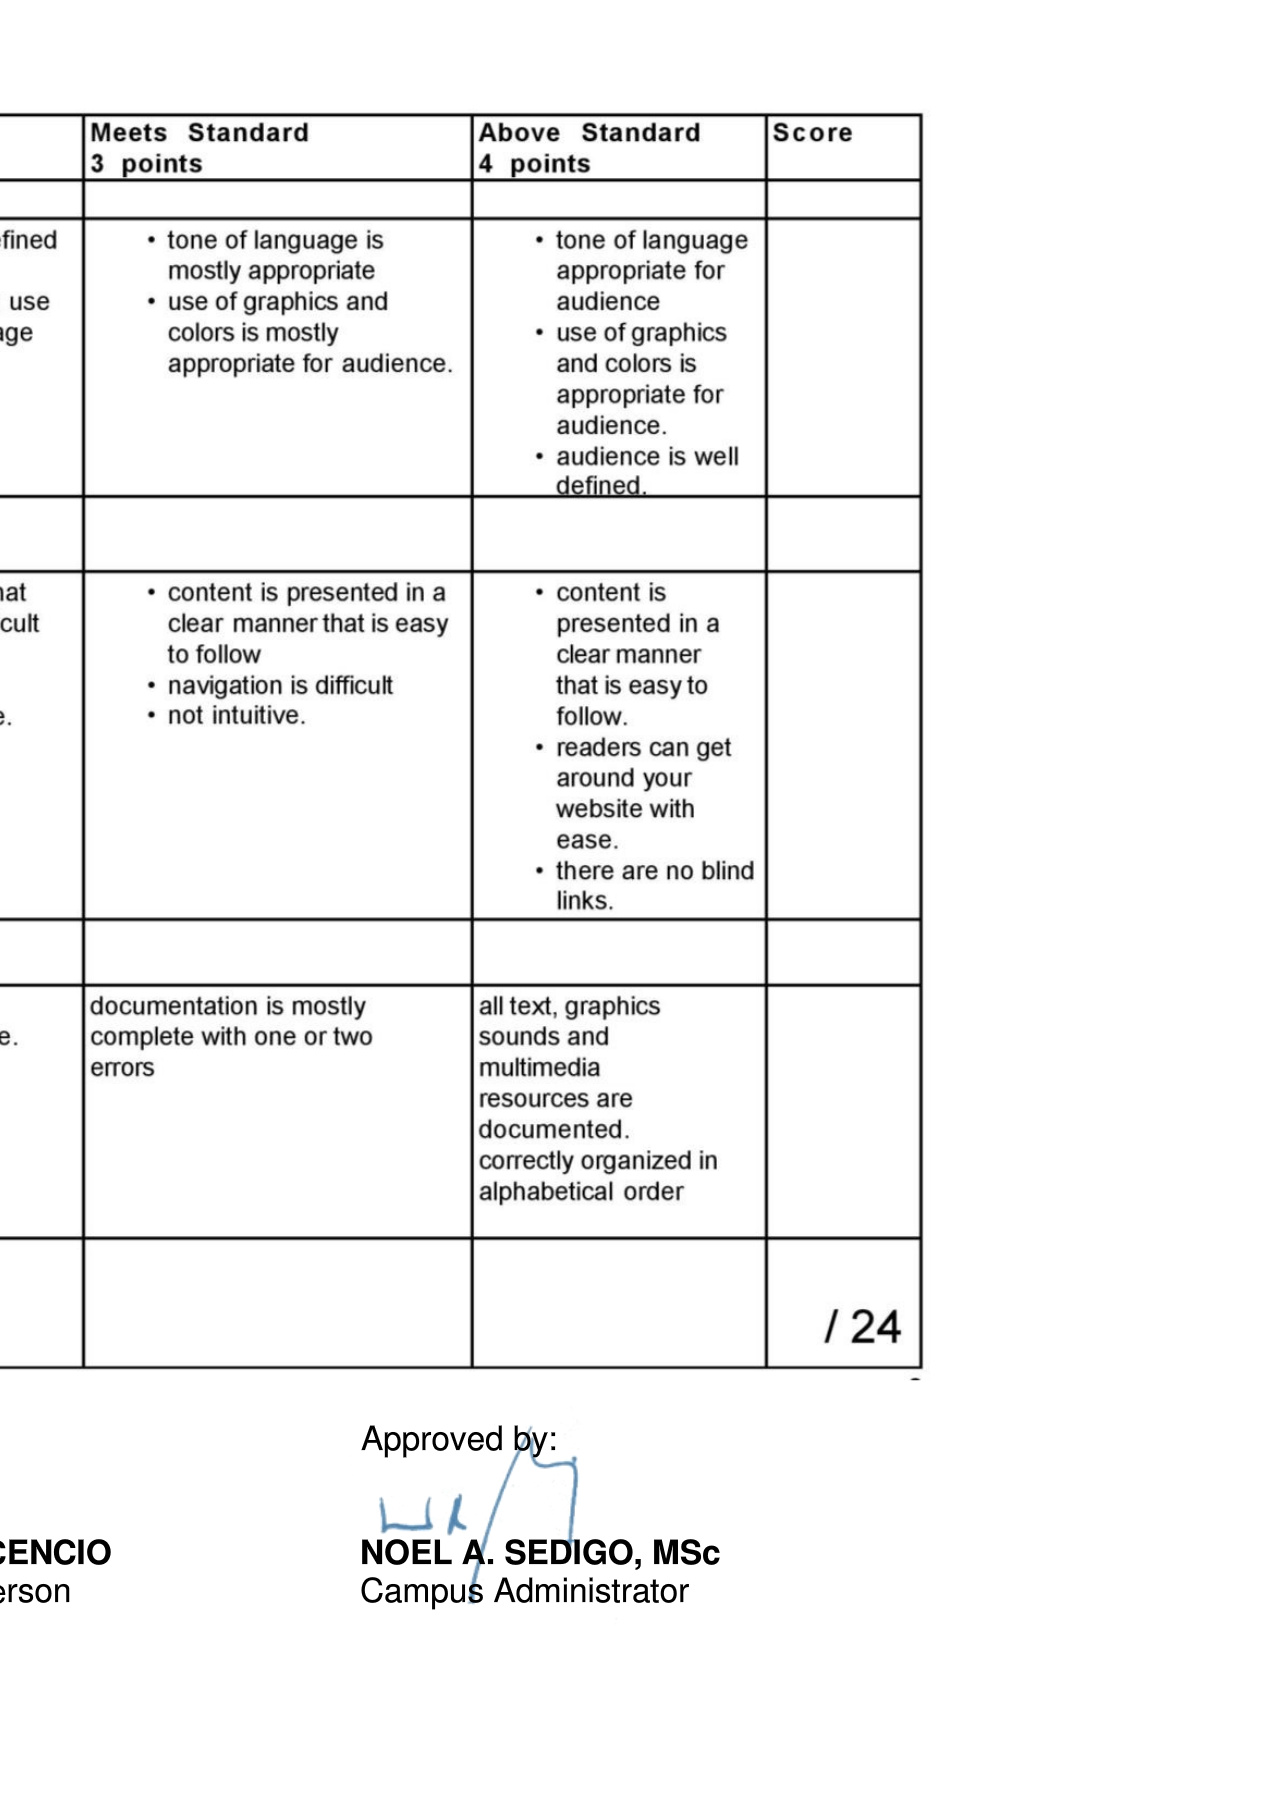 Meets Standard
3 points
Above Standard
4 points
Score
efined
use
age
• tone of language is
mostly appropriate
• use of graphics and
colors is mostly
appropriate for audience.
• tone of language
appropriate for
audience
• use of graphics
and colors is
appropriate for
audience.
• audience is well
defined.
hat
cult
e.
• content is presented in a
clear manner that is easy
to follow
• navigation is difficult
• not intuitive.
• content is
presented in a
clear manner
that is easy to
follow.
• readers can get
around your
website with
ease.
• there are no blind
links.
e.
documentation is mostly
complete with one or two
errors
all text, graphics
sounds and
multimedia
resources are
documented.
correctly organized in
alphabetical order
/ 24
Approved by:
CENCIO
erson
NOEL A. SEDIGO, MSc
Campus Administrator